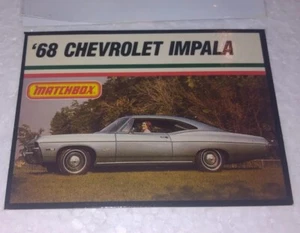 '68 CHEVROLET IMPALA
MATCHBOX